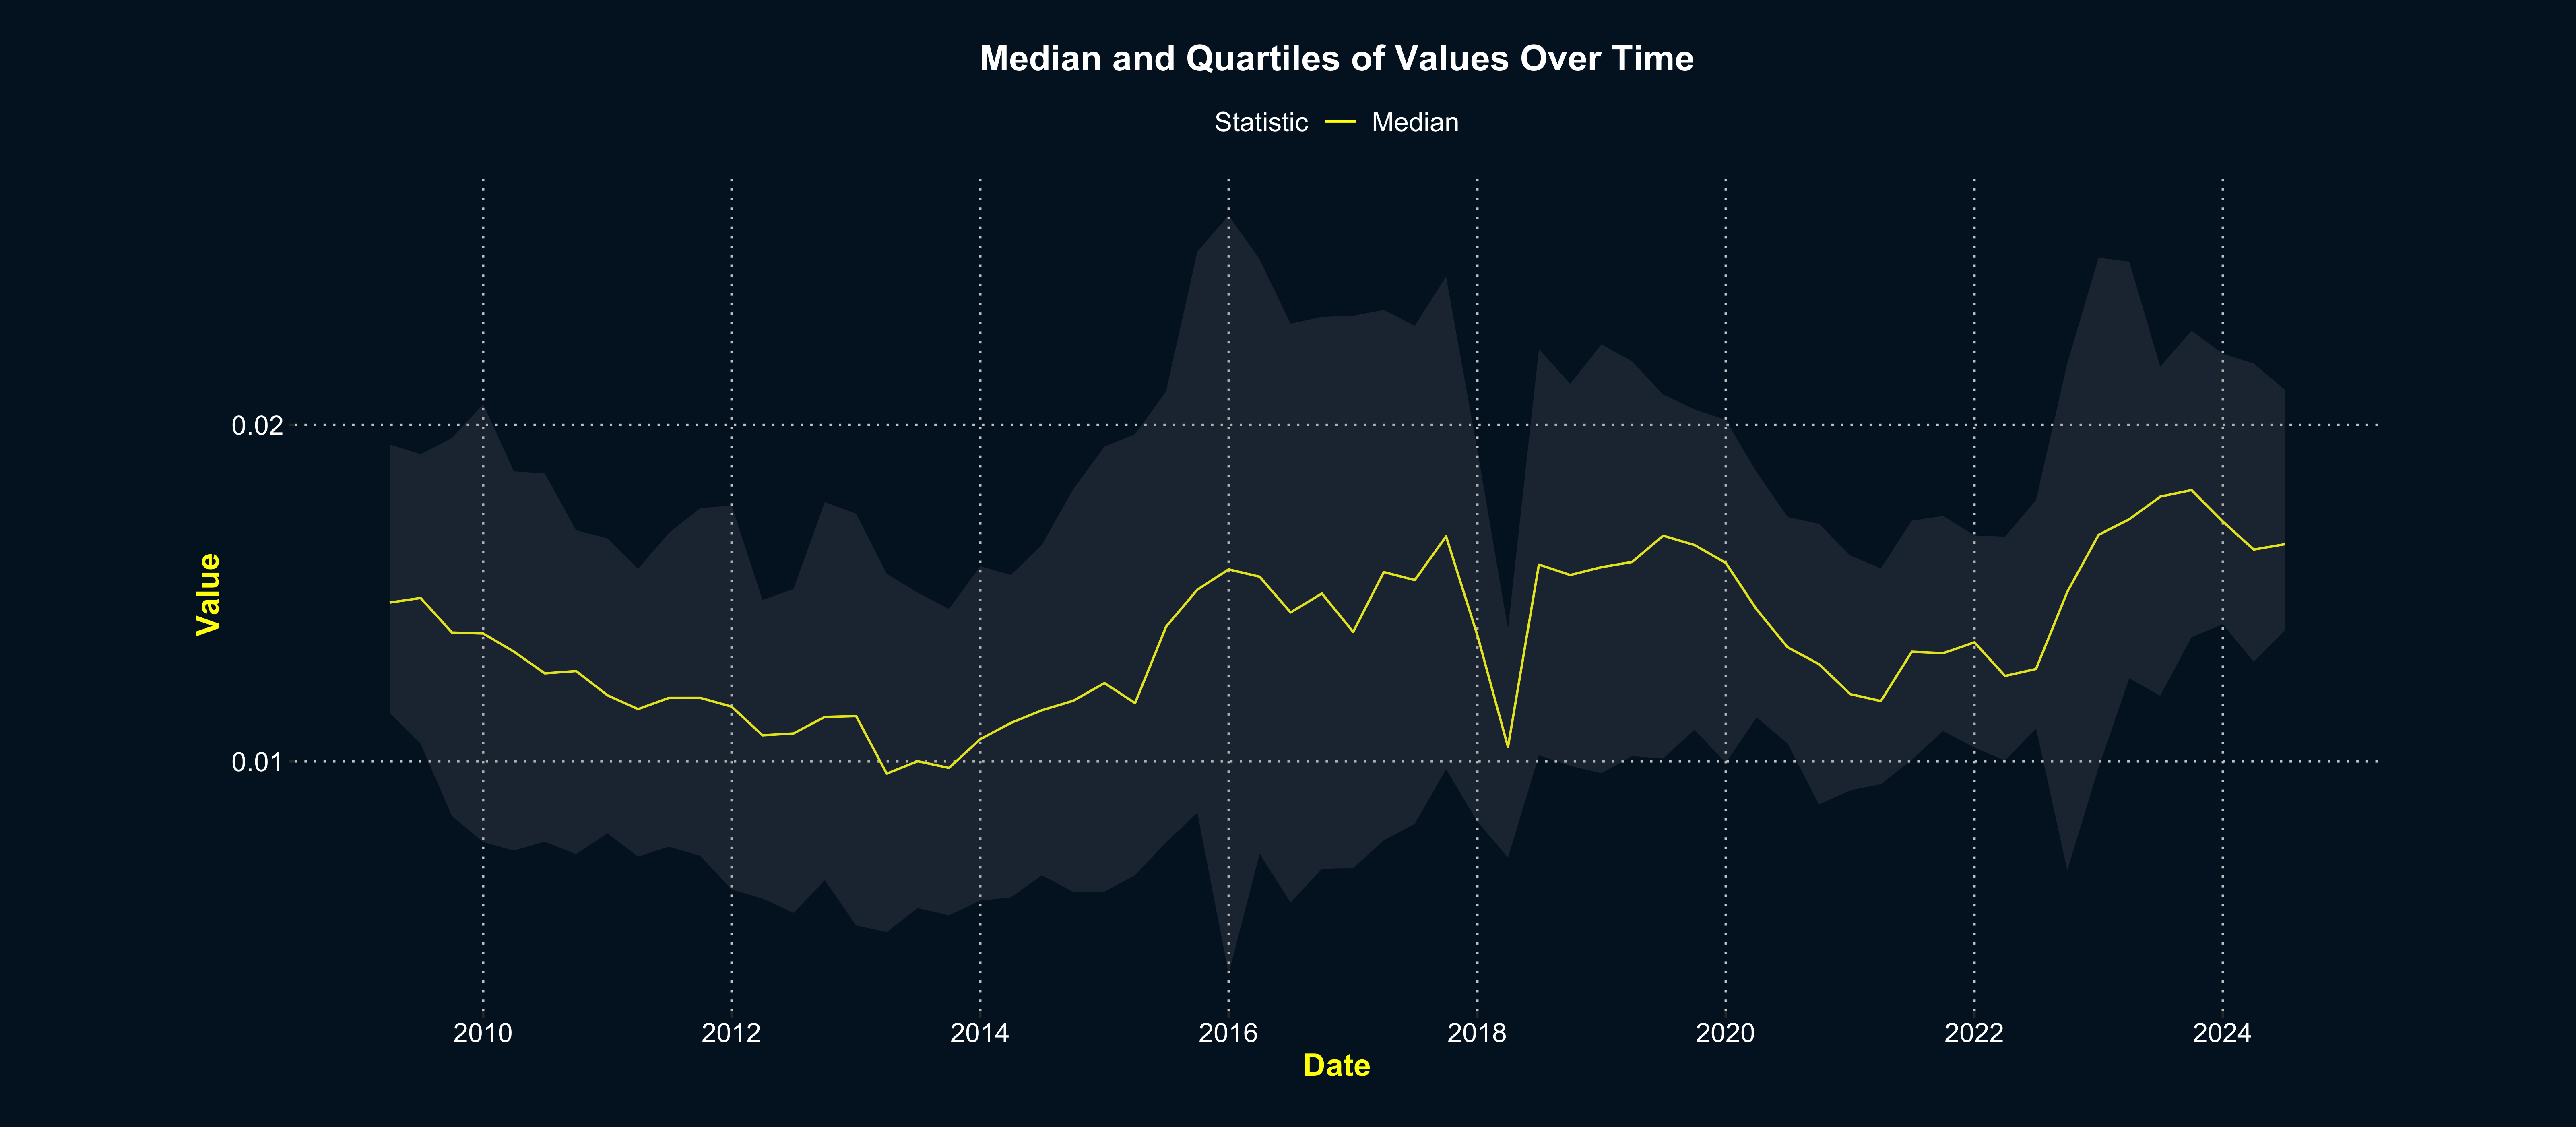 Median and Quartiles of Values Over Time
Statistic Median
Value
0.02
0.01
2010 2012 2014 2016 2018 2020 2022 2024
Date